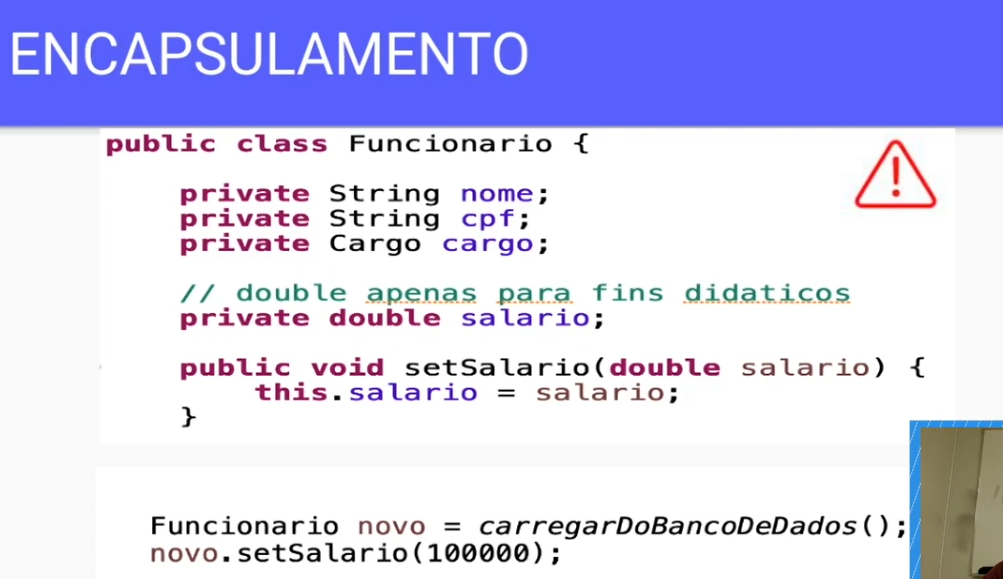 ENCAPSULAMENTO
public class Funcionario {
private String nome;
private String cpf;
private Cargo cargo;
// double apenas para fins didaticos
private double salario;
public void setSalario(double salario) {
this.salario = salario;
}
!
Funcionario novo = carregarDoBancoDeDados();
novo.setSalario(100000);